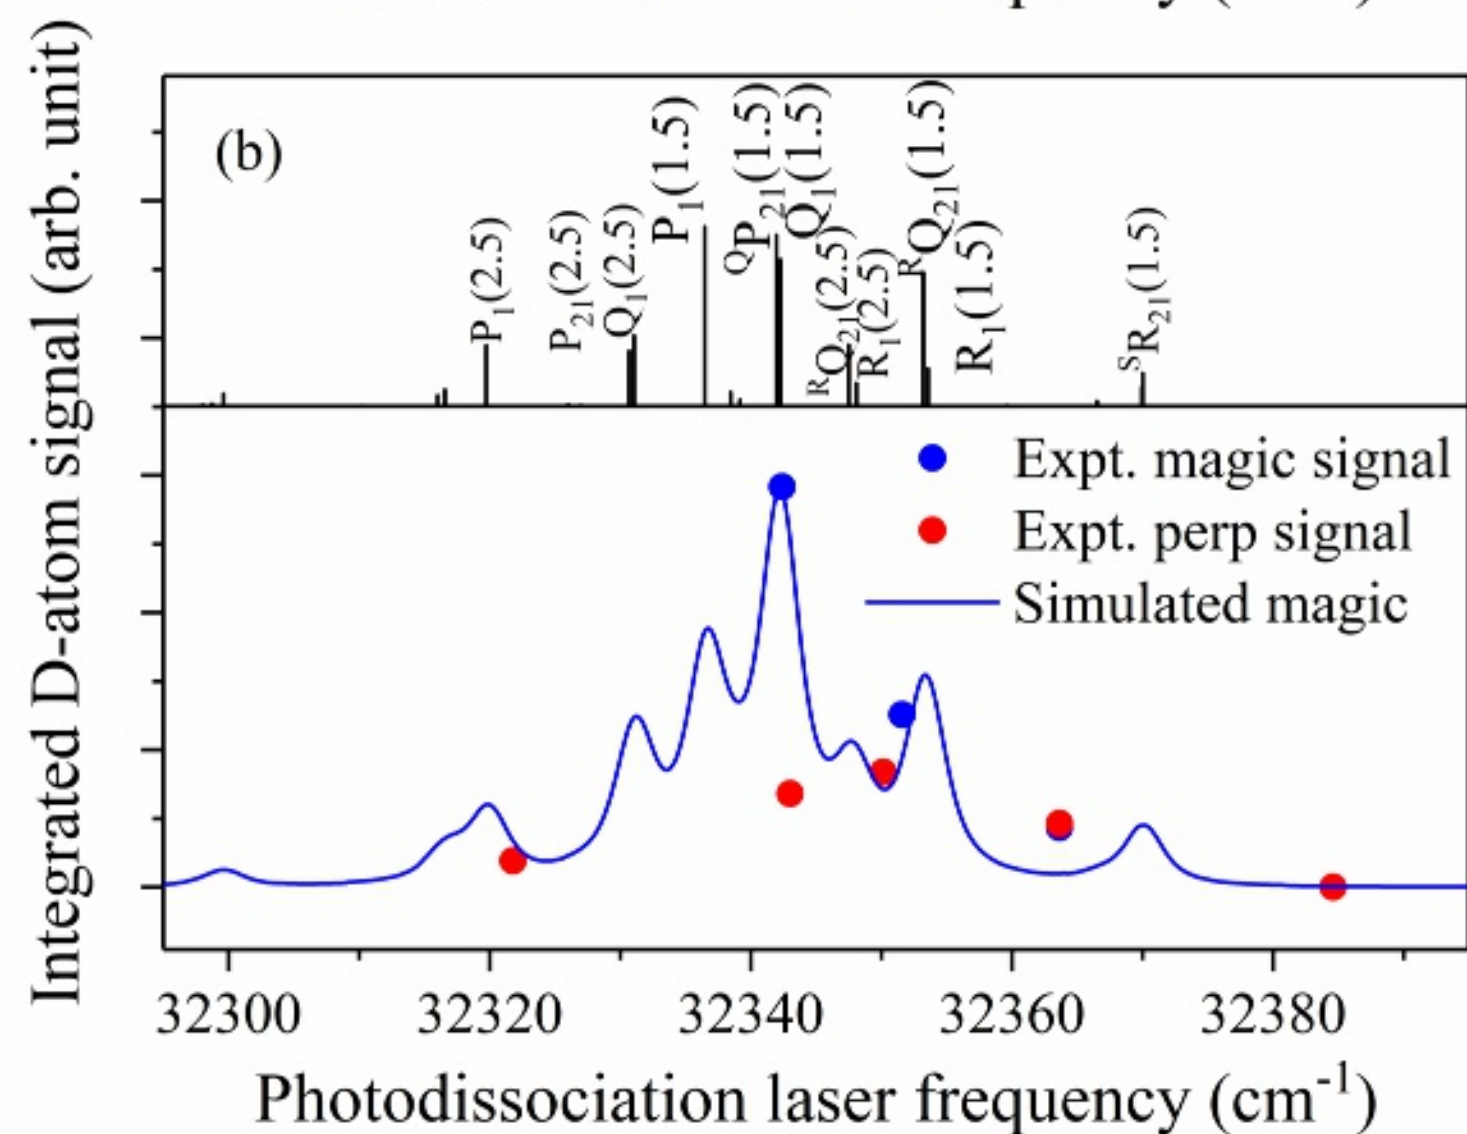 Integrated D-atom signal (arb. unit)
(b)
P₁(2.5)
P₂₁(2.5)
Q₁(2.5)
P₁(1.5)
ᑫP₂₁(1.5)
Q₁(1.5)
ᴿQ₂₁(2.5)
R₁(2.5)
ᴿQ₂₁(1.5)
R₁(1.5)
ˢR₂₁(1.5)
Expt. magic signal
Expt. perp signal
Simulated magic
32300 32320 32340 32360 32380
Photodissociation laser frequency (cm⁻¹)